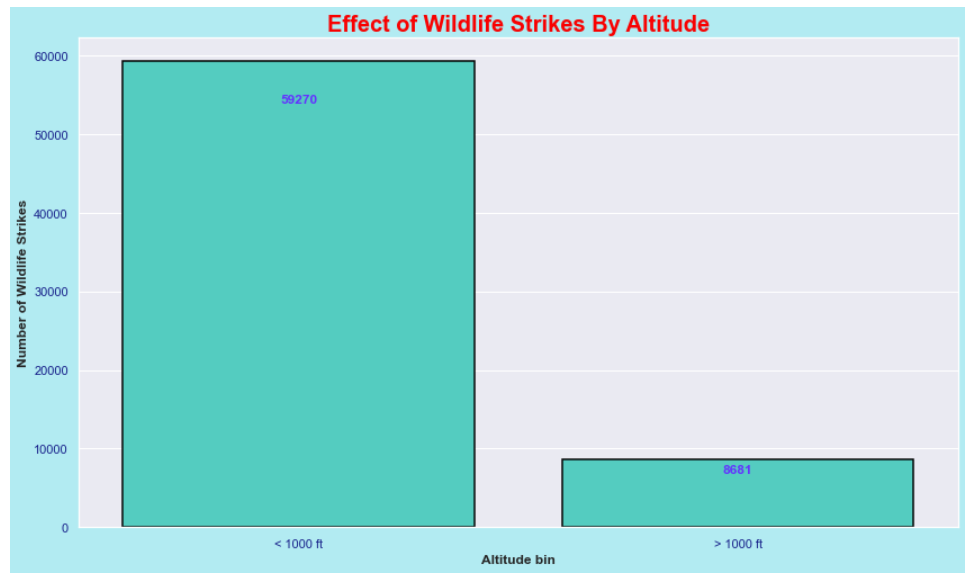 Effect of Wildlife Strikes By Altitude
60000
59270
50000
40000
Number of Wildlife Strikes
30000
20000
10000
8681
0
< 1000 ft
> 1000 ft
Altitude bin